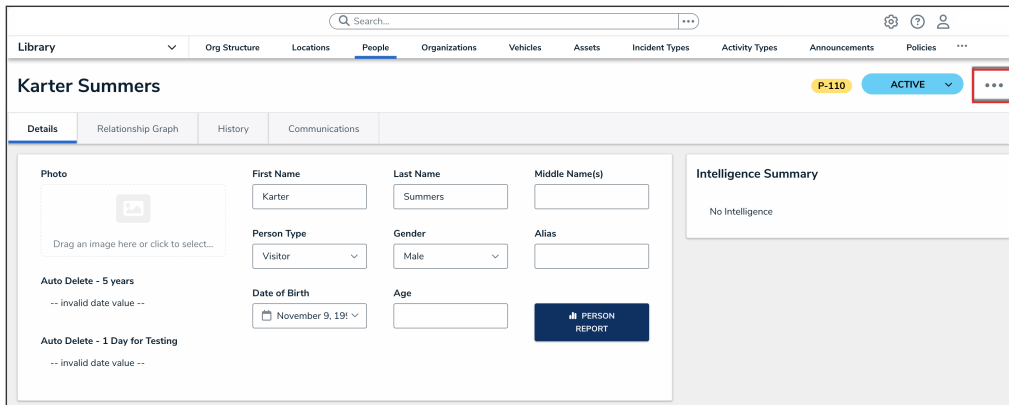 Search...
Library
Org Structure Locations People Organizations Vehicles Assets Incident Types Activity Types Announcements Policies
Karter Summers
P-110 ACTIVE
Details Relationship Graph History Communications
Photo
Drag an image here or click to select...
Auto Delete - 5 years
-- invalid date value --
Auto Delete - 1 Day for Testing
-- invalid date value --
First Name Last Name Middle Name(s)
Karter Summers
Person Type Gender Alias
Visitor Male
Date of Birth Age
November 9,
PERSON
REPORT
Intelligence Summary
No Intelligence